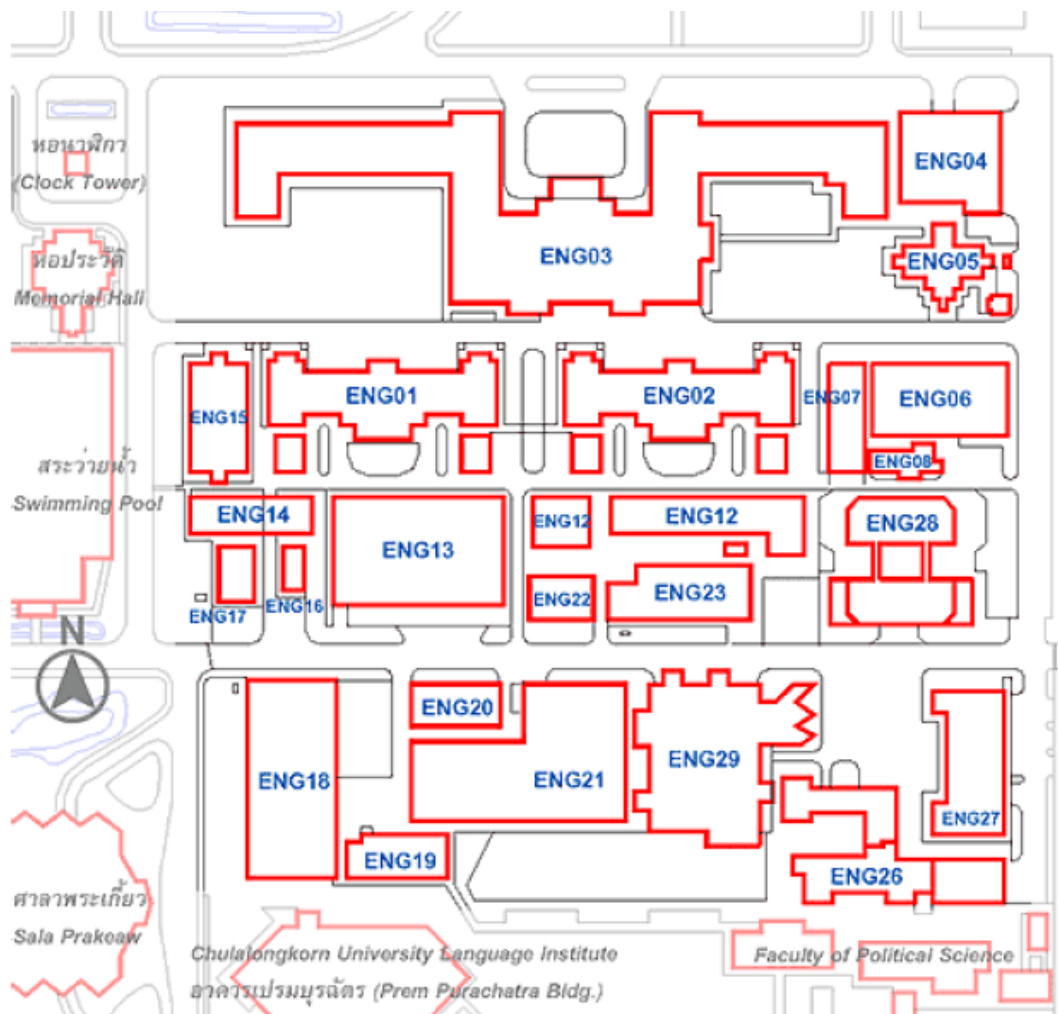 หอนาฬิกา
(Clock Tower)
ENG04
ENG03
ENG05
หอประวัติ
Memorial Hall
ENG15
ENG01
ENG02
ENG07
ENG06
ENG08
สระว่ายน้ำ
Swimming Pool
ENG14
ENG13
ENG12
ENG12
ENG28
ENG17
ENG16
ENG22
ENG23
N
ENG20
ENG18
ENG21
ENG29
ENG27
ENG19
ENG26
ศาลาพระเกี้ยว
Sala Prakeaw
Chulalongkorn University Language Institute
อาคารเปรมบุรฉัตร (Prem Purachatra Bldg.)
Faculty of Political Science